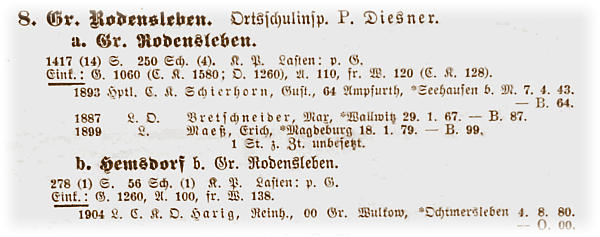 8. Gr. Rodensleben. Ortsschulinsp. P. Diesner.
a. Gr. Rodensleben.
1417 (14) S. 250 Sch. (4). K. P. Lasten: p. G.
Eink.: G. 1060 (C. K. 1580; O. 1260), A. 110, fr. W. 120 (C. K. 128).
1893 Hptl. C. K. Schierhorn, Gust., 64 Ampfurth, *Seehausen b. M. 7. 4. 43.
— B. 64.
1887 L. O. Bretschneider, Max, *Wallwitz 29. 1. 67. — B. 87.
1899 L. Maeß, Erich, *Magdeburg 18. 1. 79. — B. 99.
1 St. z. Zt. unbesetzt.
b. Hemsdorf b. Gr. Rodensleben.
278 (1) S. 56 Sch. (1) K. P. Lasten: p. G.
Eink.: G. 1260, A. 100, fr. W. 138.
1904 L. C. K. O. Harig, Reinh., 00 Gr. Wulkow, *Ochtmersleben 4. 8. 80.
— O. 00.